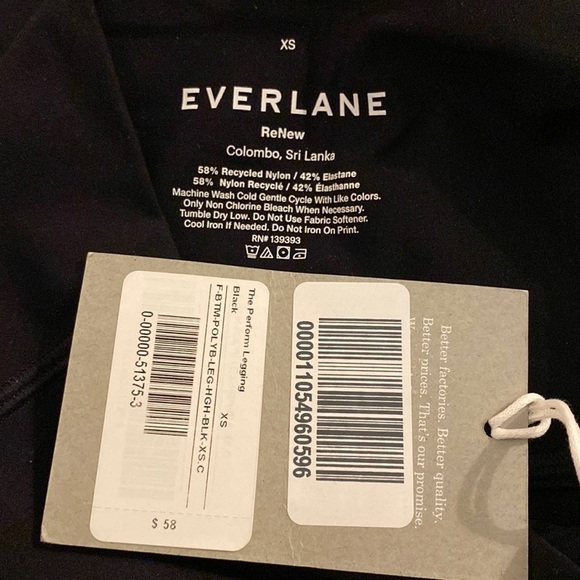 XS
EVERLANE
ReNew
Colombo, Sri Lanka
58% Recycled Nylon / 42% Elastane
58% Nylon Recyclé / 42% Élasthanne
Machine Wash Cold Gentle Cycle With Like Colors.
Only Non Chlorine Bleach When Necessary.
Tumble Dry Low. Do Not Use Fabric Softener.
Cool Iron If Needed. Do Not Iron On Print.
RN# 139393
Better factories. Better quality.
Better prices. That's our promise.
000011054960596
The Perform Legging
Black
XS
F-BTM-POLYB-LEG-HGH-BLK-XS.C
0-00000-51375-3
$ 58